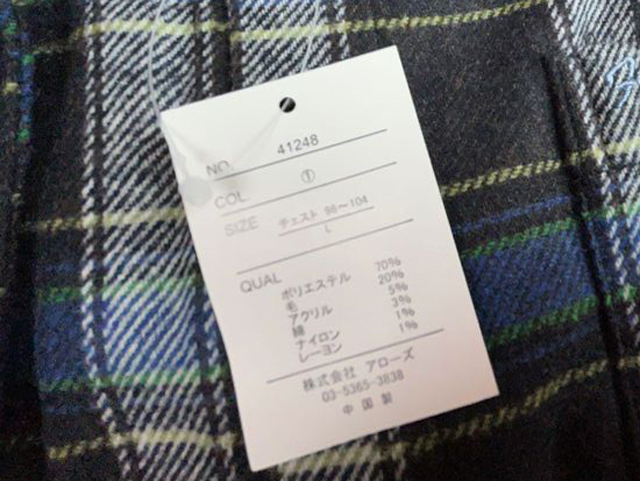 NO. 41248
COL. ①
SIZE チェスト 96～104
L
QUAL
ポリエステル 70%
毛 20%
アクリル 5%
綿 3%
ナイロン 1%
レーヨン 1%
株式会社 アローズ
03-5365-3838
中国製